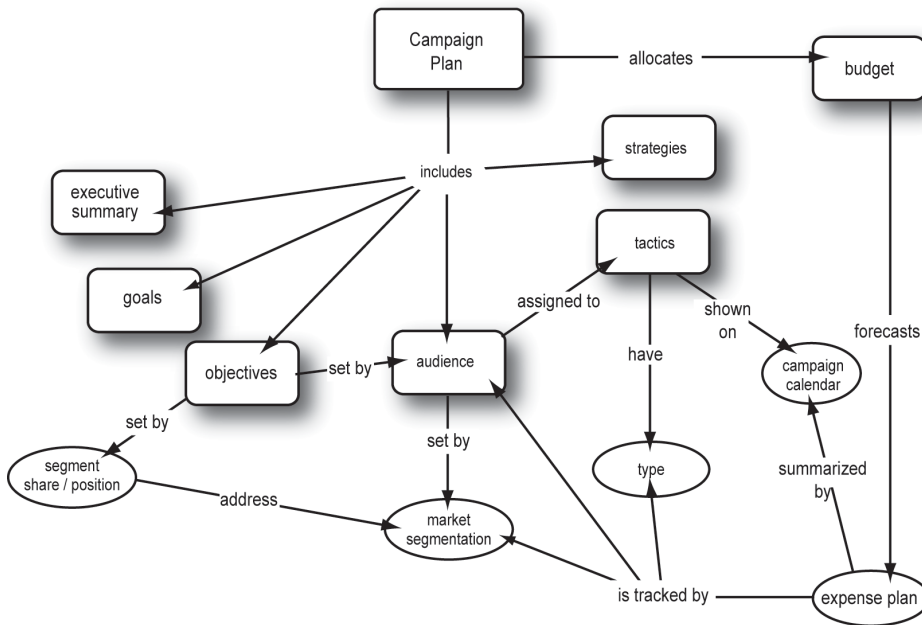 Campaign
Plan
allocates
budget
strategies
includes
executive
summary
tactics
goals
assigned to
shown
on
forecasts
have
objectives
set by
audience
campaign
calendar
set by
set by
segment
share / position
type
summarized
by
address
market
segmentation
is tracked by
expense plan